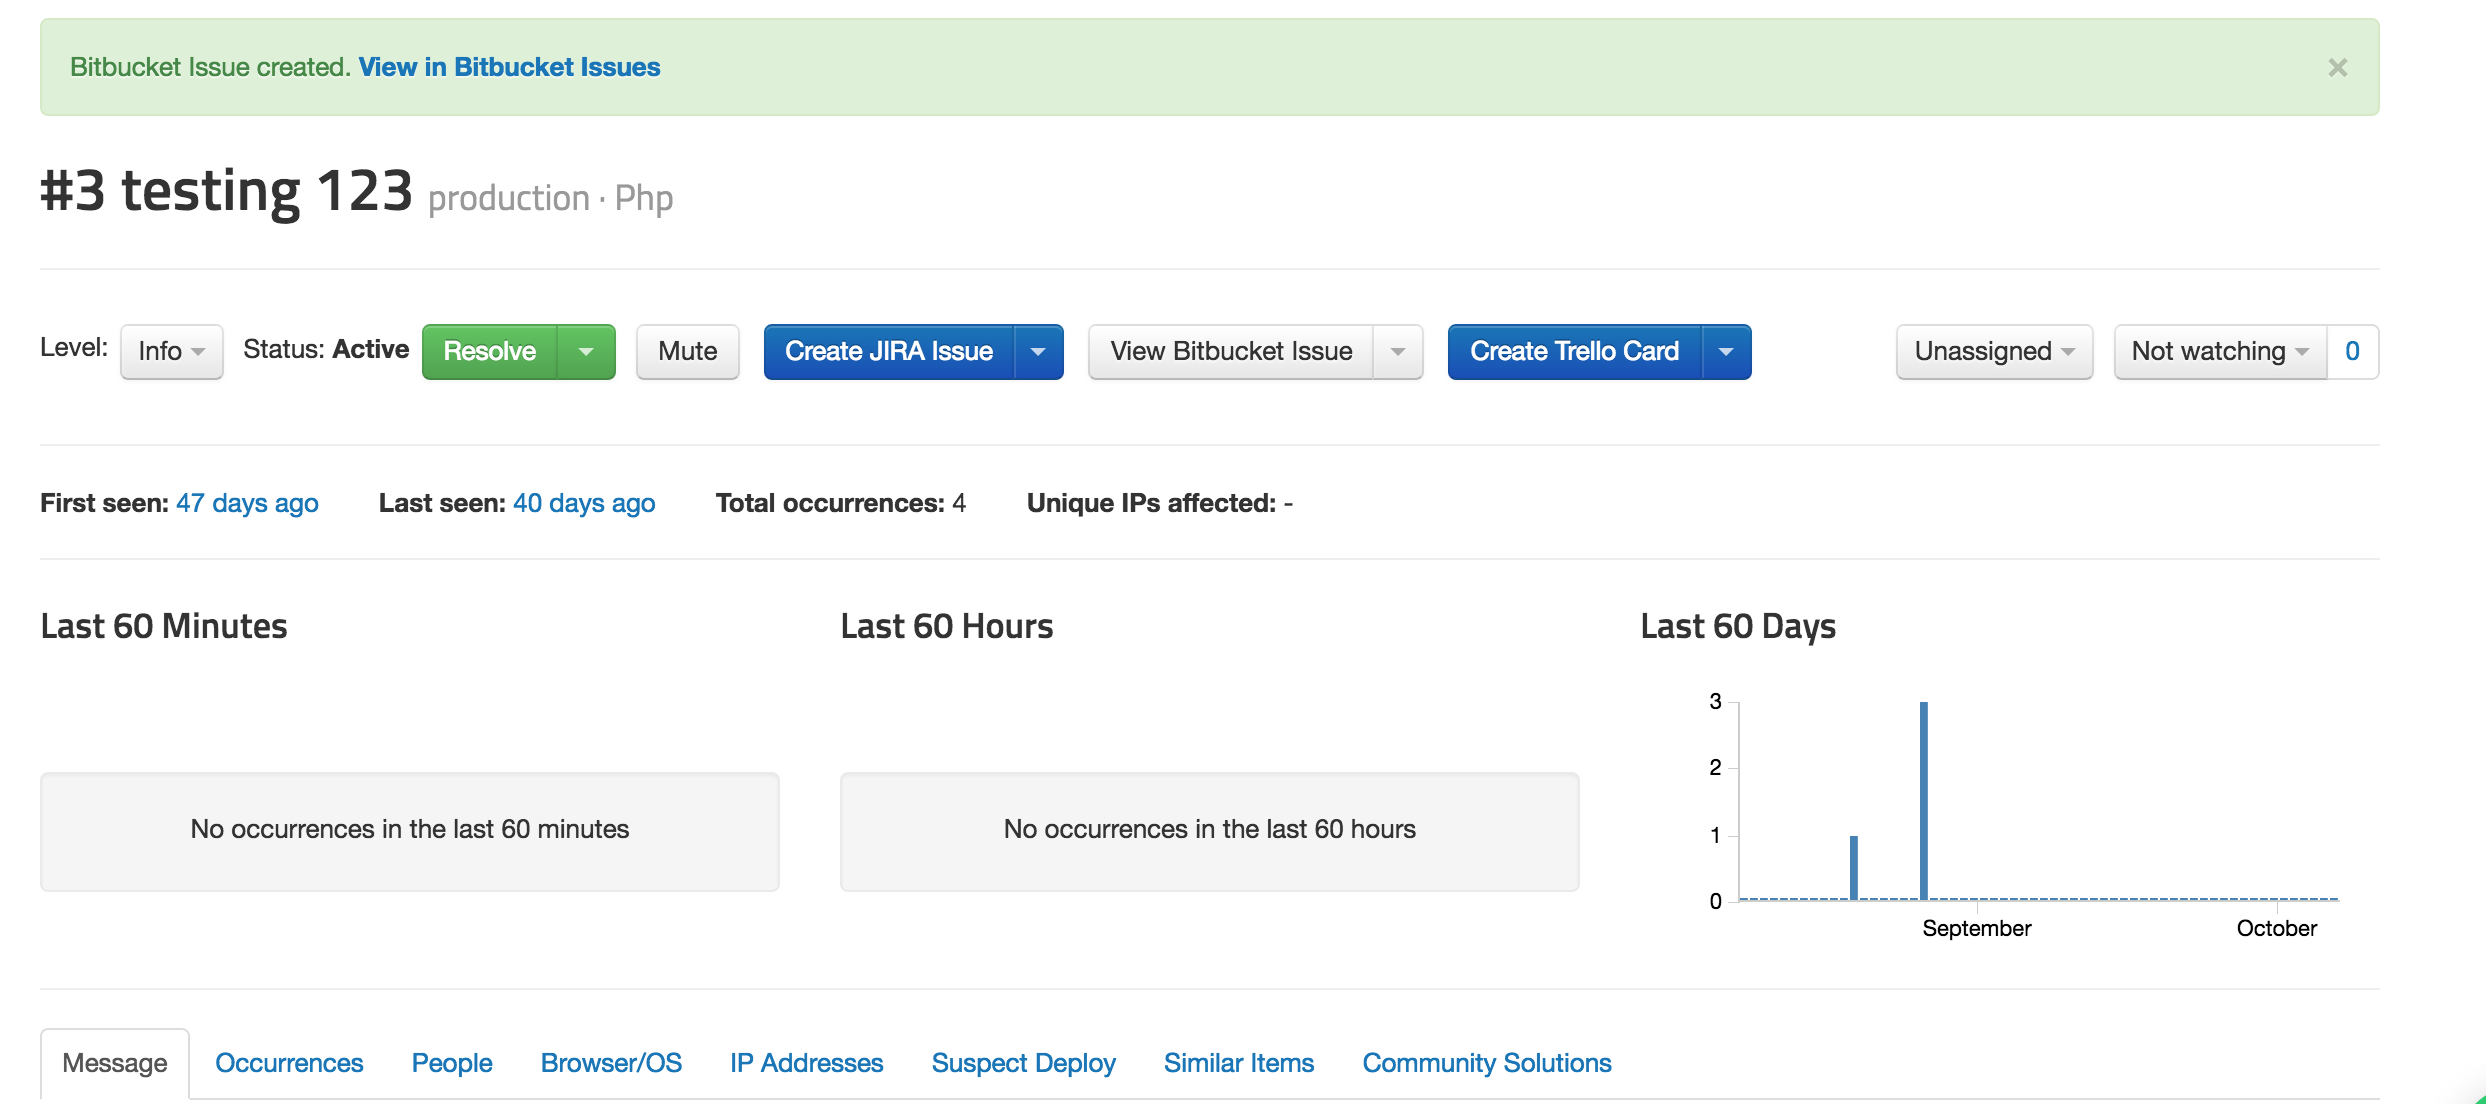 Bitbucket Issue created. View in Bitbucket Issues ×
#3 testing 123 production · Php
Level: Info Status: Active Resolve Mute Create JIRA Issue View Bitbucket Issue Create Trello Card Unassigned Not watching 0
First seen: 47 days ago Last seen: 40 days ago Total occurrences: 4 Unique IPs affected: -
Last 60 Minutes
No occurrences in the last 60 minutes
Last 60 Hours
No occurrences in the last 60 hours
Last 60 Days
3
2
1
0
September October
Message Occurrences People Browser/OS IP Addresses Suspect Deploy Similar Items Community Solutions